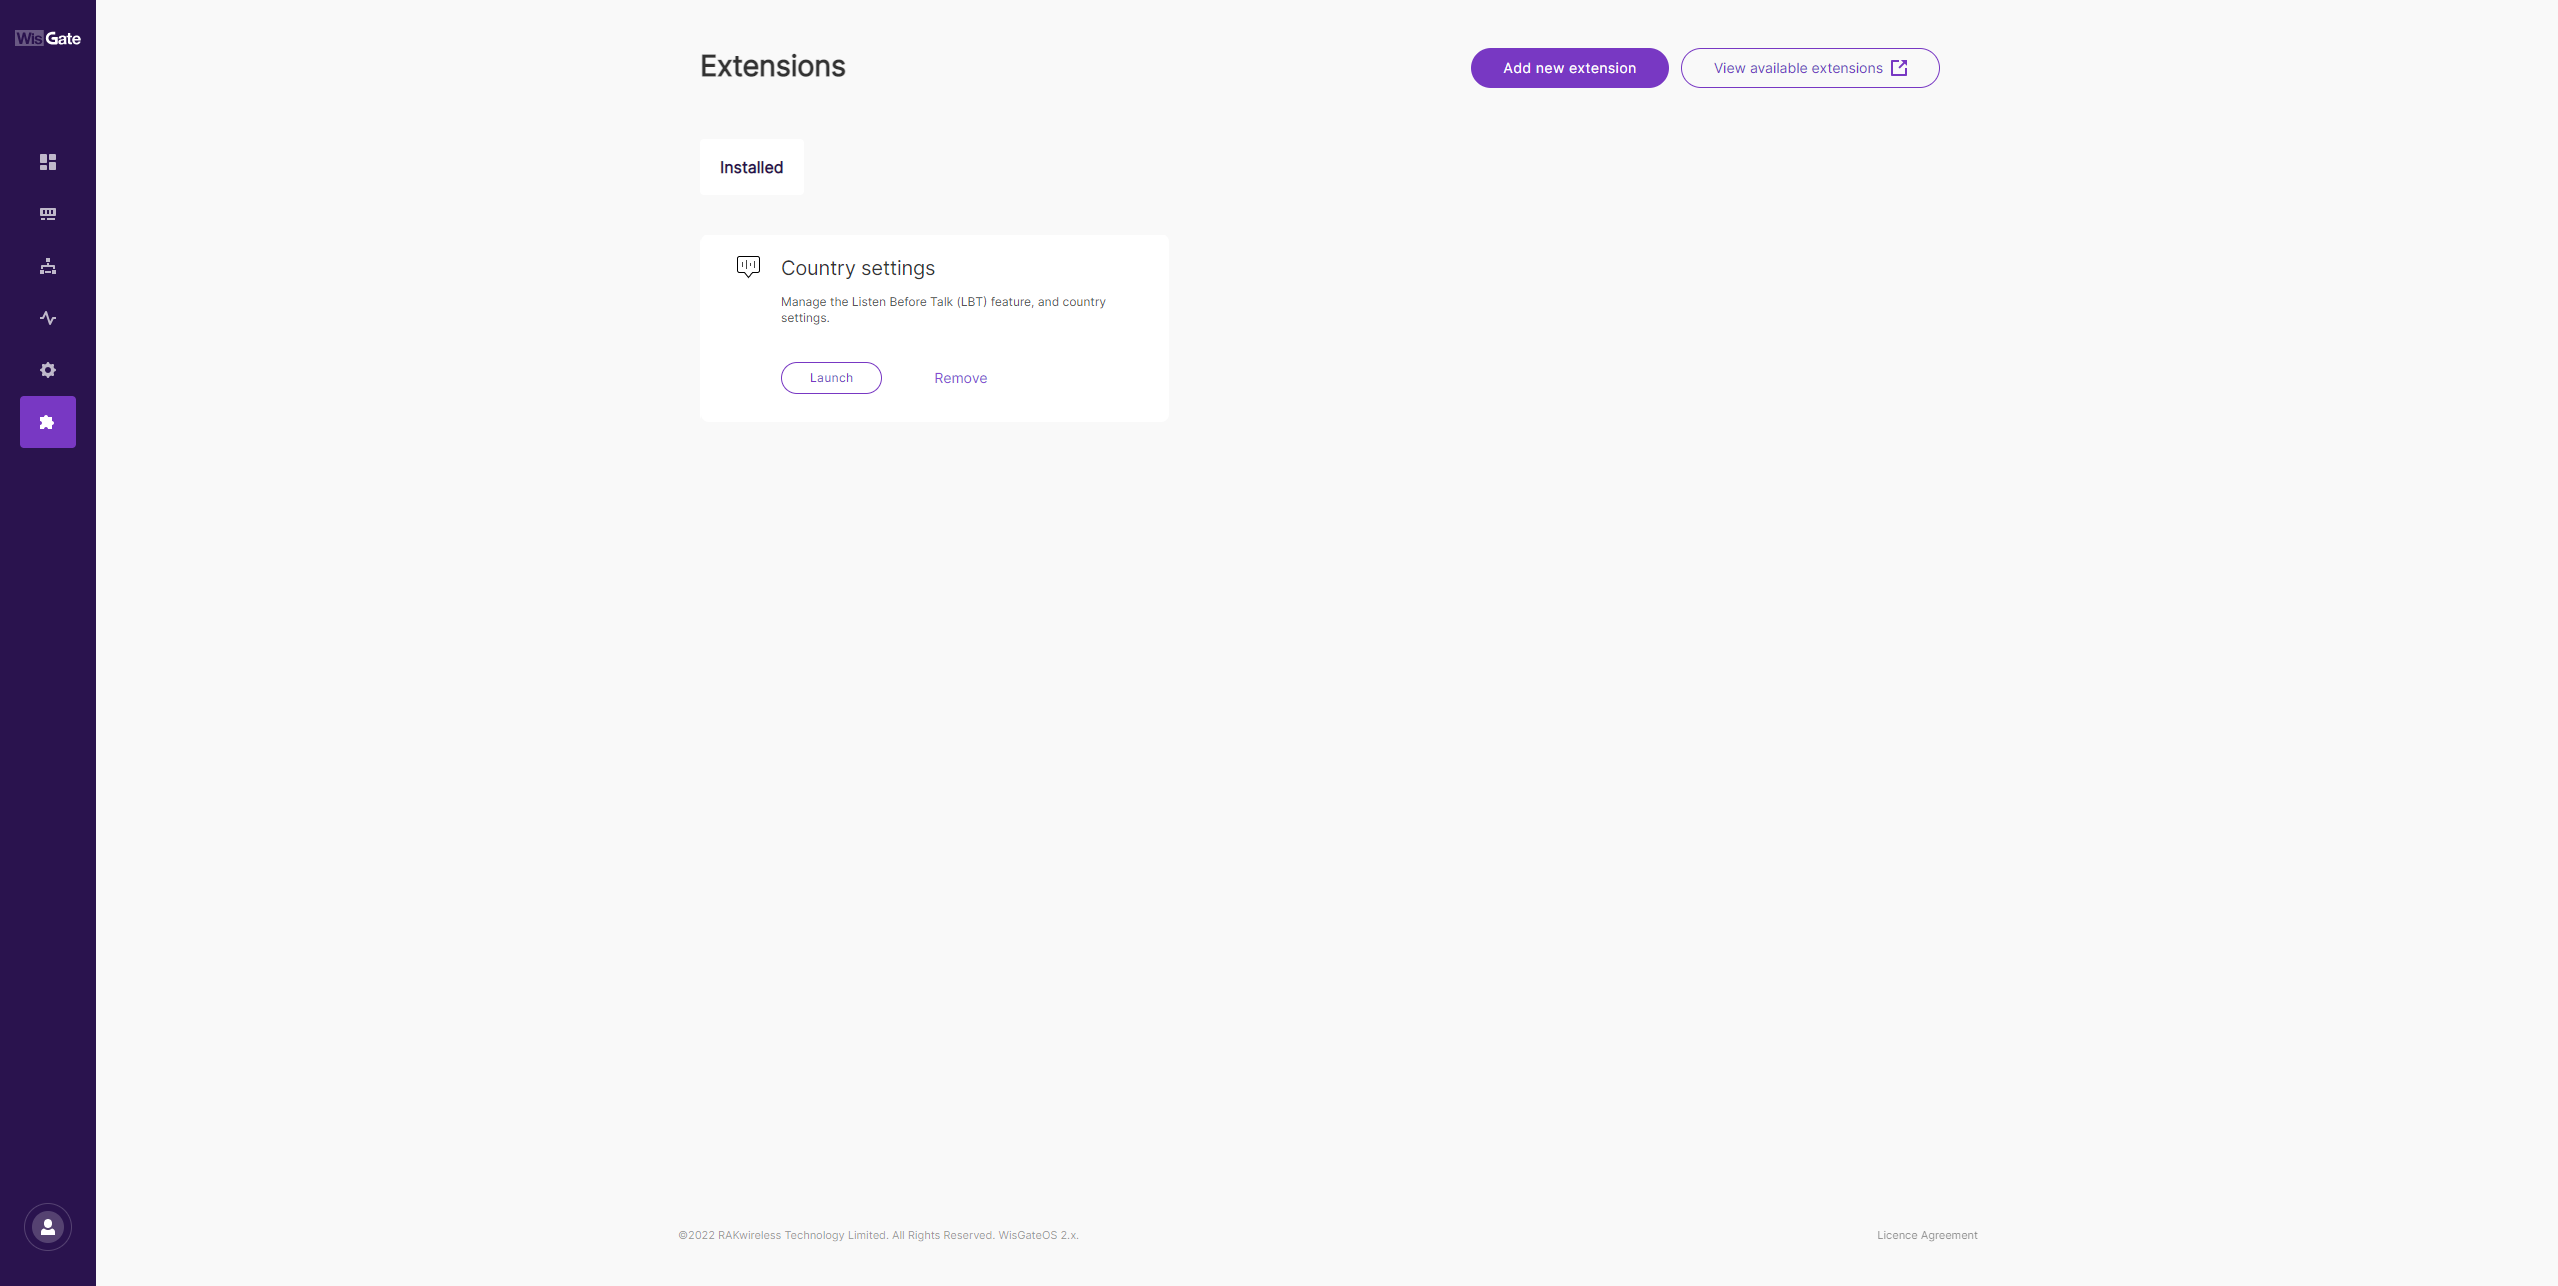 WisGate
Extensions
Add new extension
View available extensions
Installed
Country settings
Manage the Listen Before Talk (LBT) feature, and country
settings.
Launch
Remove
©2022 RAKwireless Technology Limited. All Rights Reserved. WisGateOS 2.x.
Licence Agreement